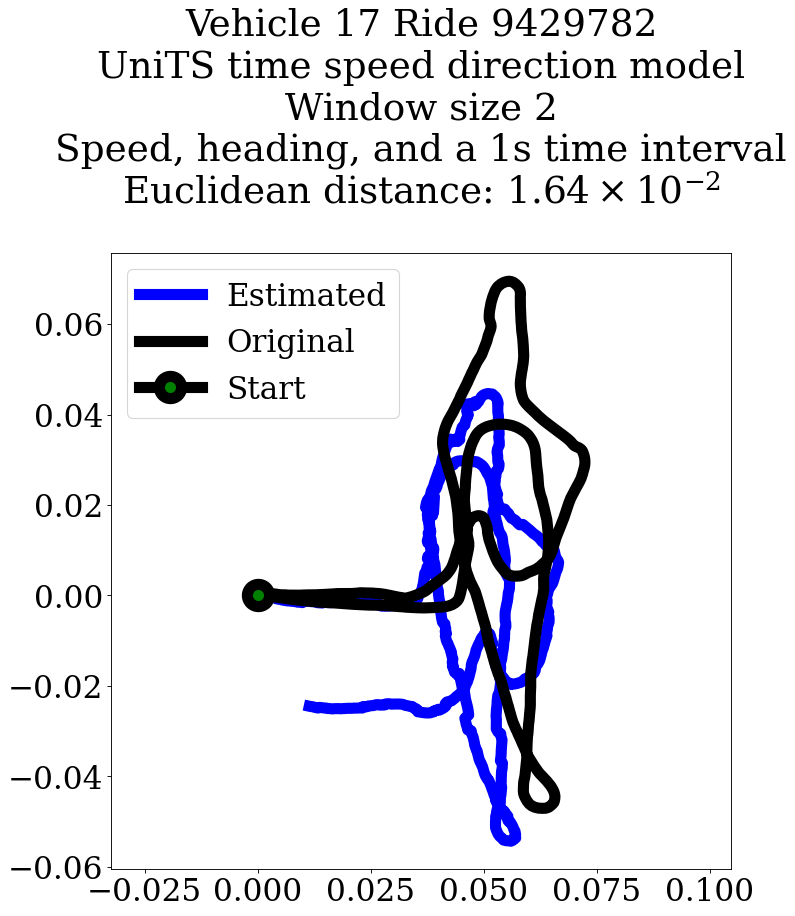 Vehicle 17 Ride 9429782
UniTS time speed direction model
Window size 2
Speed, heading, and a 1s time interval
Euclidean distance: 1.64 × 10⁻²
Estimated
Original
Start
0.06
0.04
0.02
0.00
−0.02
−0.04
−0.06
−0.025 0.000 0.025 0.050 0.075 0.100